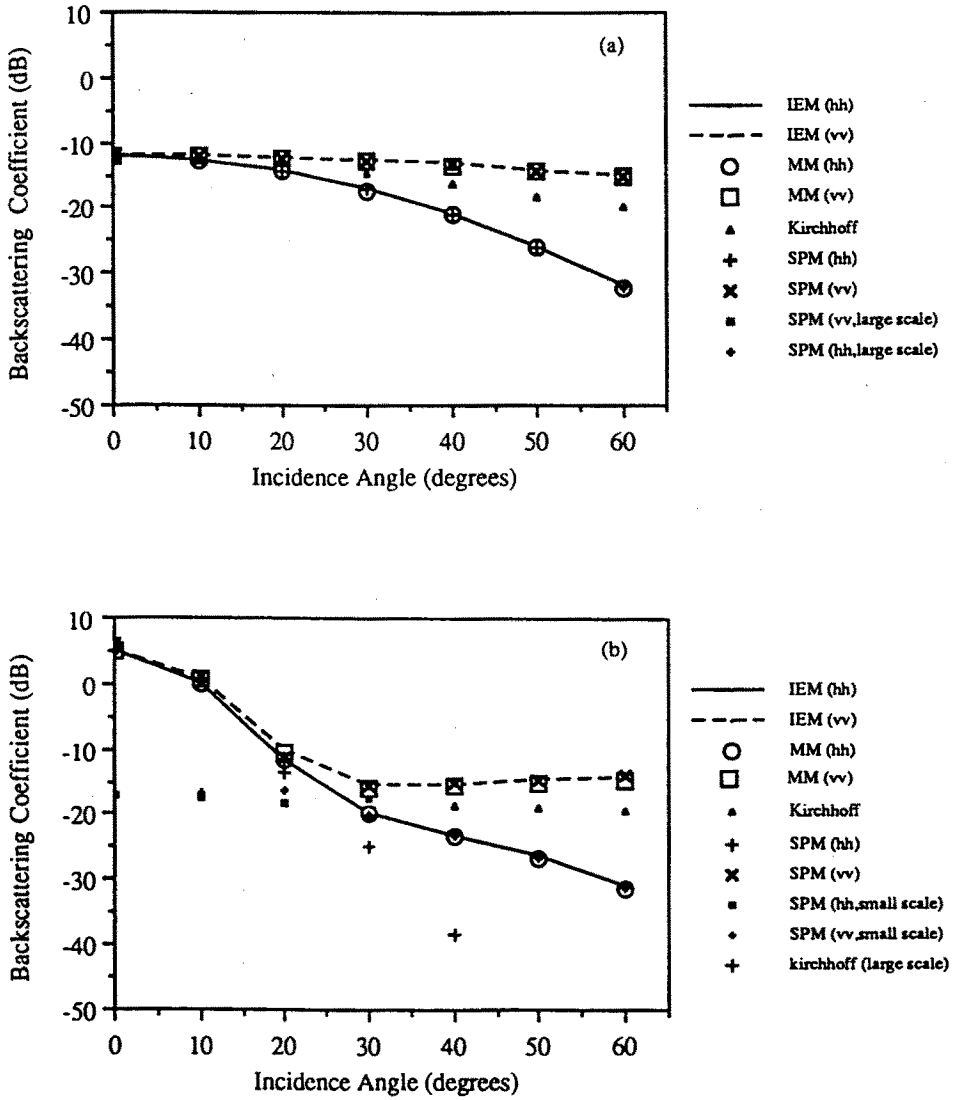 (a)
Backscattering Coefficient (dB)
10
0
-10
-20
-30
-40
-50
0 10 20 30 40 50 60
Incidence Angle (degrees)
IEM (hh)
IEM (vv)
MM (hh)
MM (vv)
Kirchhoff
SPM (hh)
SPM (vv)
SPM (vv,large scale)
SPM (hh,large scale)
(b)
Backscattering Coefficient (dB)
10
0
-10
-20
-30
-40
-50
0 10 20 30 40 50 60
Incidence Angle (degrees)
IEM (hh)
IEM (vv)
MM (hh)
MM (vv)
Kirchhoff
SPM (hh)
SPM (vv)
SPM (hh,small scale)
SPM (vv,small scale)
kirchhoff (large scale)